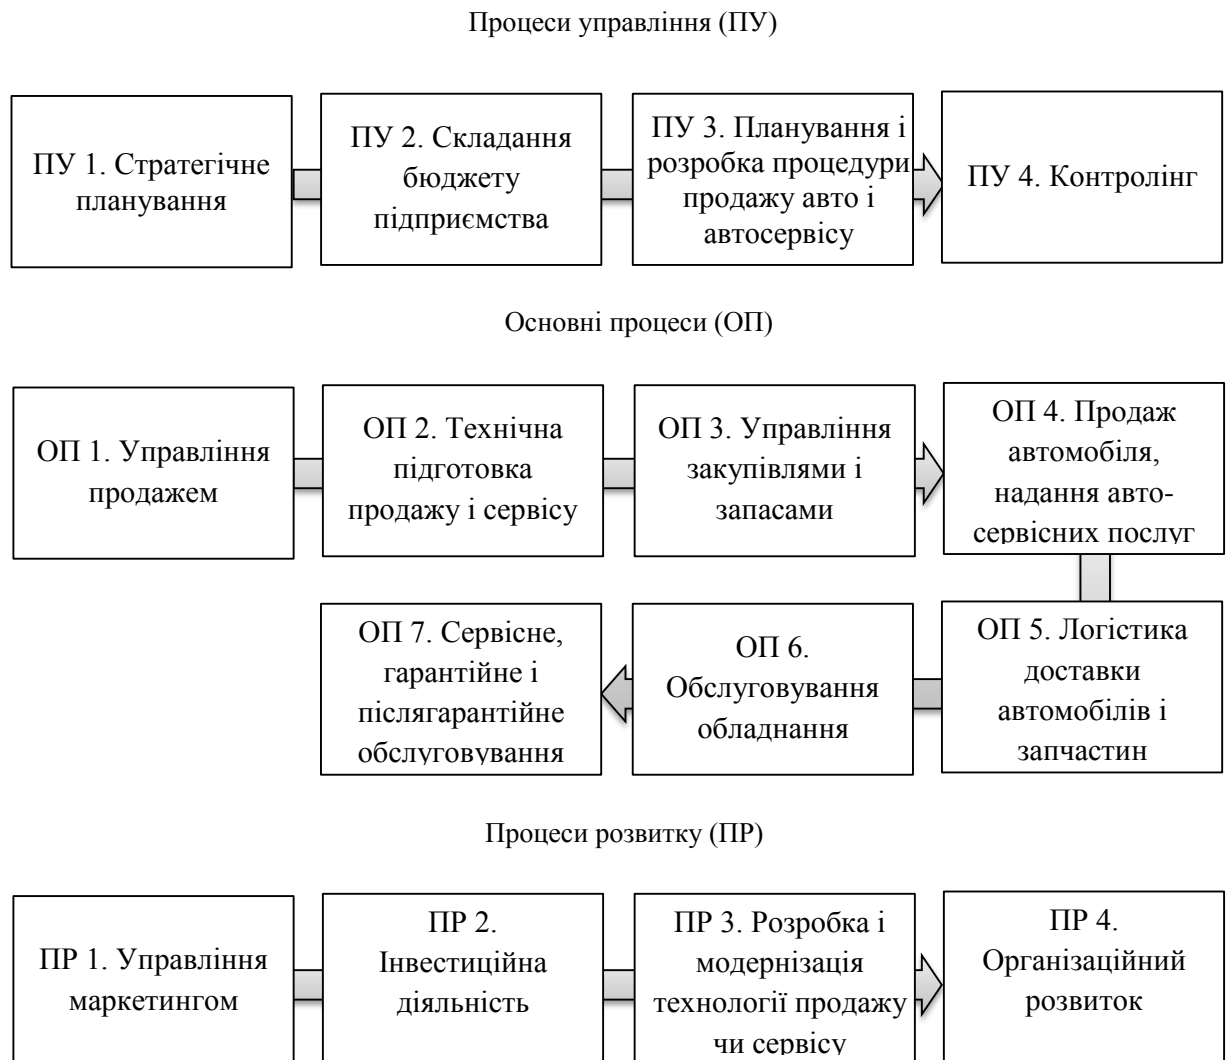 Процеси управління (ПУ)
ПУ 1. Стратегічне
планування
ПУ 2. Складання
бюджету
підприємства
ПУ 3. Планування і
розробка процедури
продажу авто і
автосервісу
ПУ 4. Контролінг
Основні процеси (ОП)
ОП 1. Управління
продажем
ОП 2. Технічна
підготовка
продажу і сервісу
ОП 3. Управління
закупівлями і
запасами
ОП 4. Продаж
автомобіля,
надання авто-
сервісних послуг
ОП 7. Сервісне,
гарантійне і
післягарантійне
обслуговування
ОП 6.
Обслуговування
обладнання
ОП 5. Логістика
доставки
автомобілів і
запчастин
Процеси розвитку (ПР)
ПР 1. Управління
маркетингом
ПР 2.
Інвестиційна
діяльність
ПР 3. Розробка і
модернізація
технології продажу
чи сервісу
ПР 4.
Організаційний
розвиток